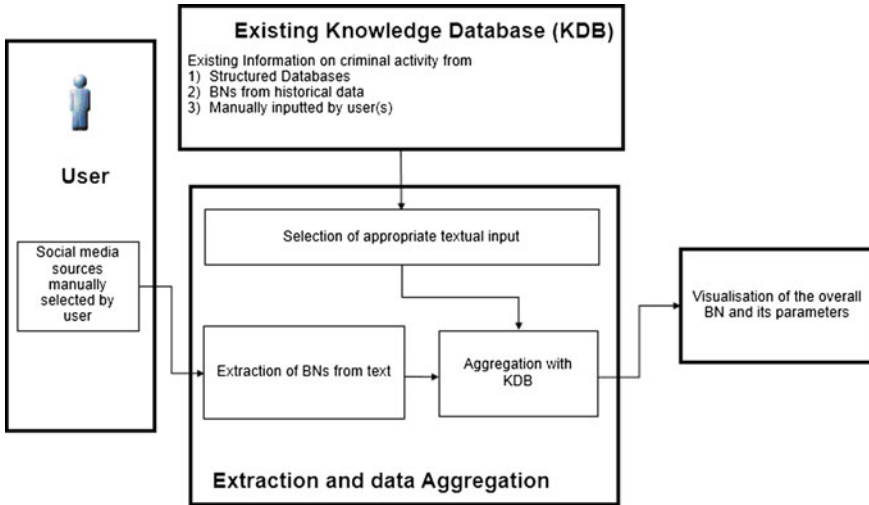 Existing Knowledge Database (KDB)
Existing Information on criminal activity from
1) Structured Databases
2) BNs from historical data
3) Manually inputted by user(s)
User
Social media
sources
manually
selected by
user
Selection of appropriate textual input
Extraction of BNs from text
Aggregation with
KDB
Extraction and data Aggregation
Visualisation of the overall
BN and its parameters